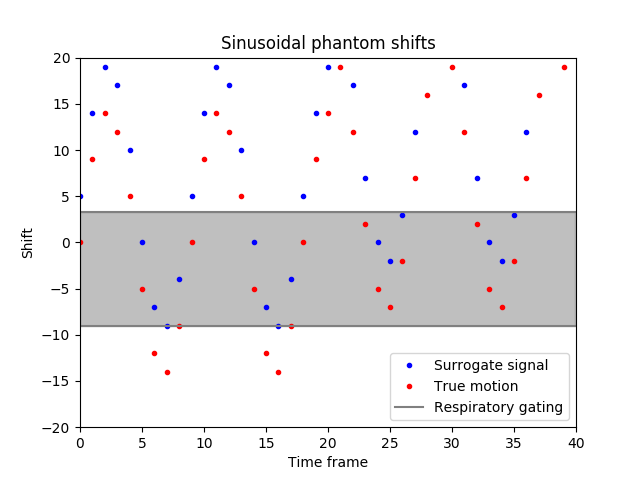 Sinusoidal phantom shifts
20
15
10
5
0
−5
−10
−15
−20
Shift
Surrogate signal
True motion
Respiratory gating
0 5 10 15 20 25 30 35 40
Time frame